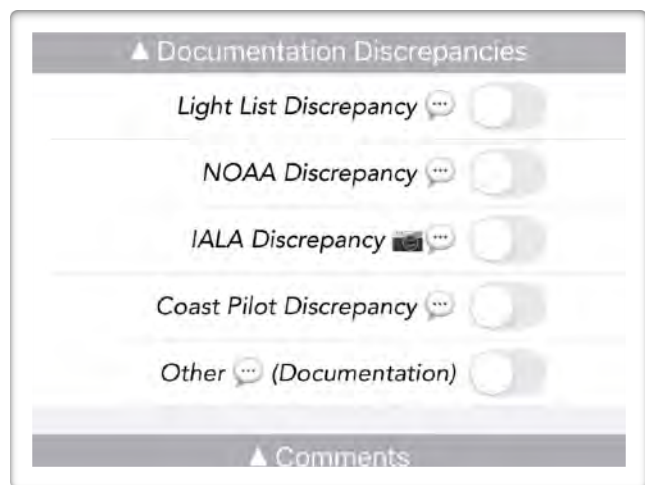 ▲ Documentation Discrepancies
Light List Discrepancy 💬
NOAA Discrepancy 💬
IALA Discrepancy 📷💬
Coast Pilot Discrepancy 💬
Other 💬 (Documentation)
▲ Comments